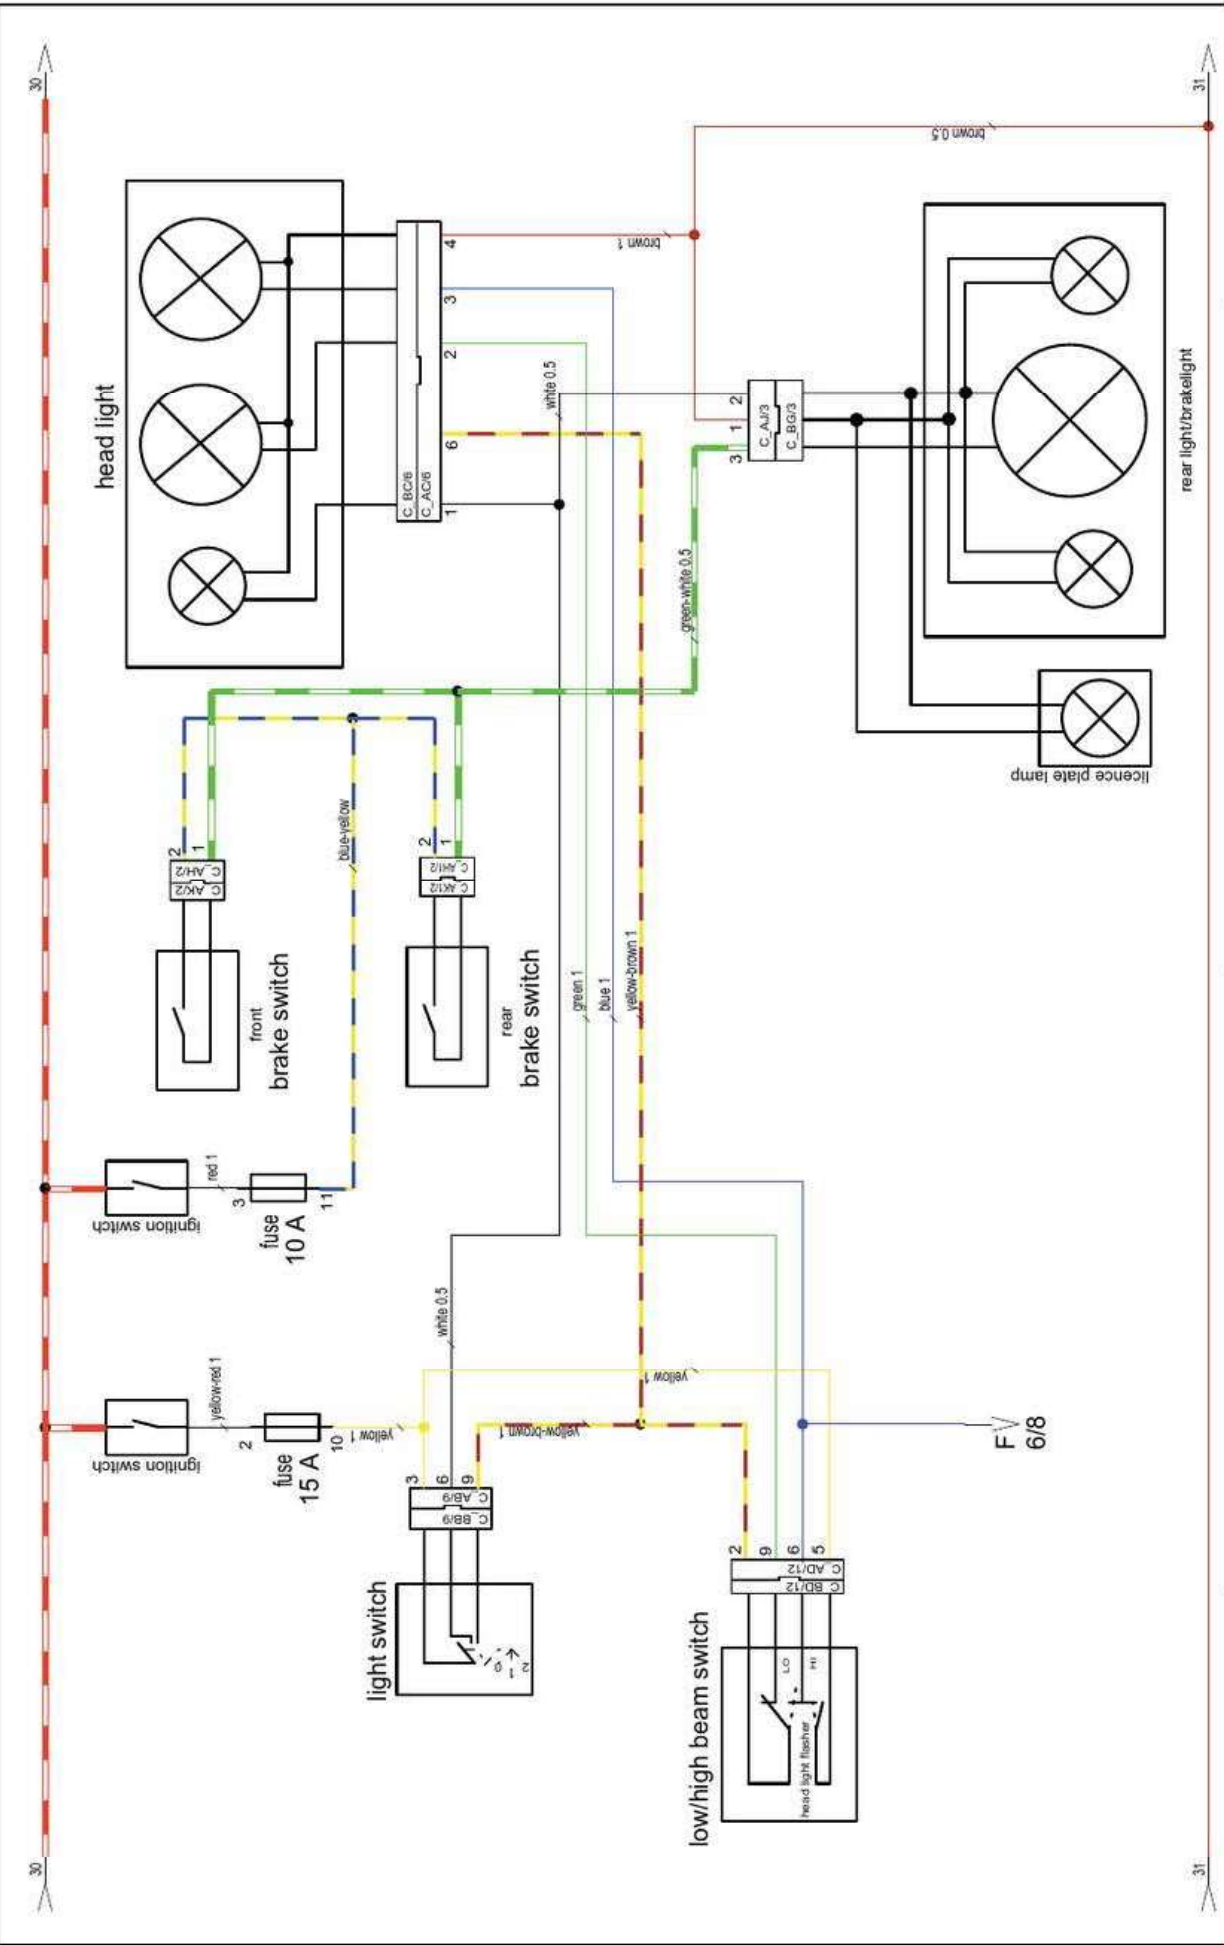 30
30
head light
C_BC/6
C_AC/6
1
6
2
3
4
brown 1
brown 0.5
31
31
white 0.5
C_AJ/3
C_BG/3
3
1
2
green-white 0.5
rear light/brakelight
licence plate lamp
2
1
C_AH/2
C_AK/2
front
brake switch
blue-yellow
2
1
C_AH1/2
C_AK1/2
rear
brake switch
green 1
blue 1
yellow-brown 1
ignition switch
red 1
3
11
fuse
10 A
ignition switch
yellow-red 1
2
10
fuse
15 A
yellow 1
white 0.5
yellow 1
yellow-brown 1
3
6
9
C_AB/9
C_BB/9
light switch
0
1
2
F
6/8
2
9
6
5
C_AD/12
C_BD/12
low/high beam switch
LO
HI
head light flasher